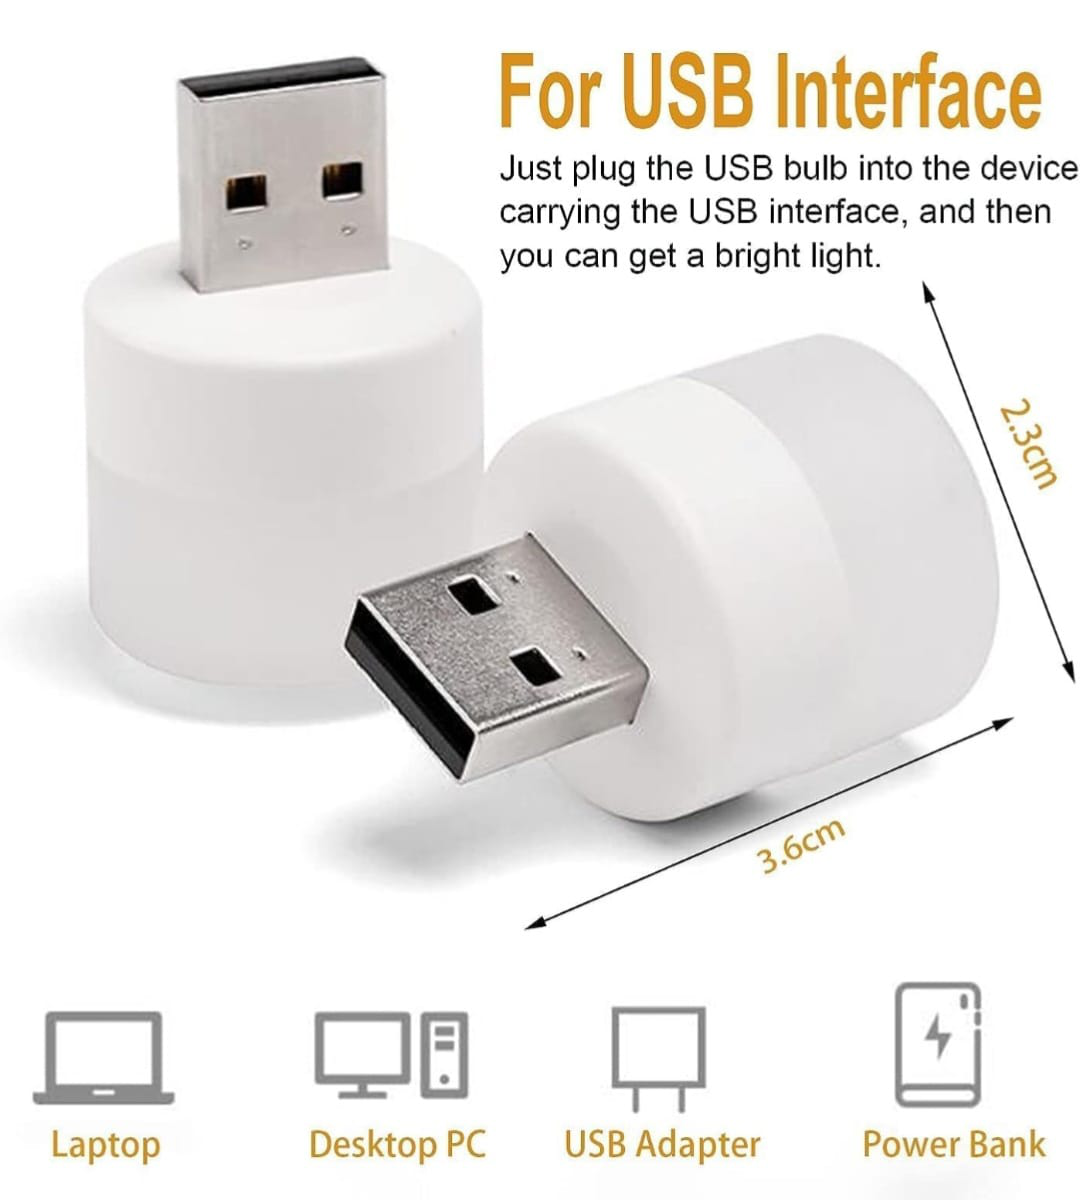 For USB Interface
Just plug the USB bulb into the device
carrying the USB interface, and then
you can get a bright light.
2.3cm
3.6cm
Laptop
Desktop PC
USB Adapter
Power Bank